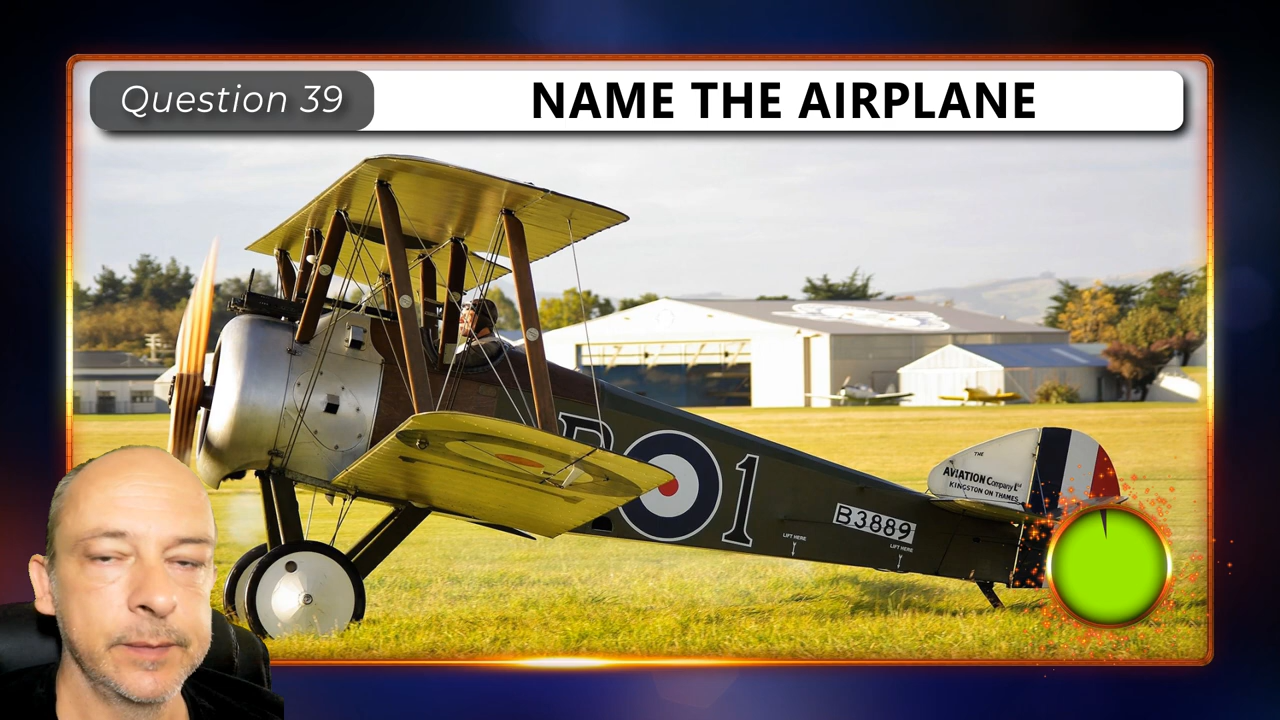 Question 39
NAME THE AIRPLANE
B
1
THE
AVIATION Company Ltd
KINGSTON ON THAMES
B3889
LIFT HERE
LIFT HERE